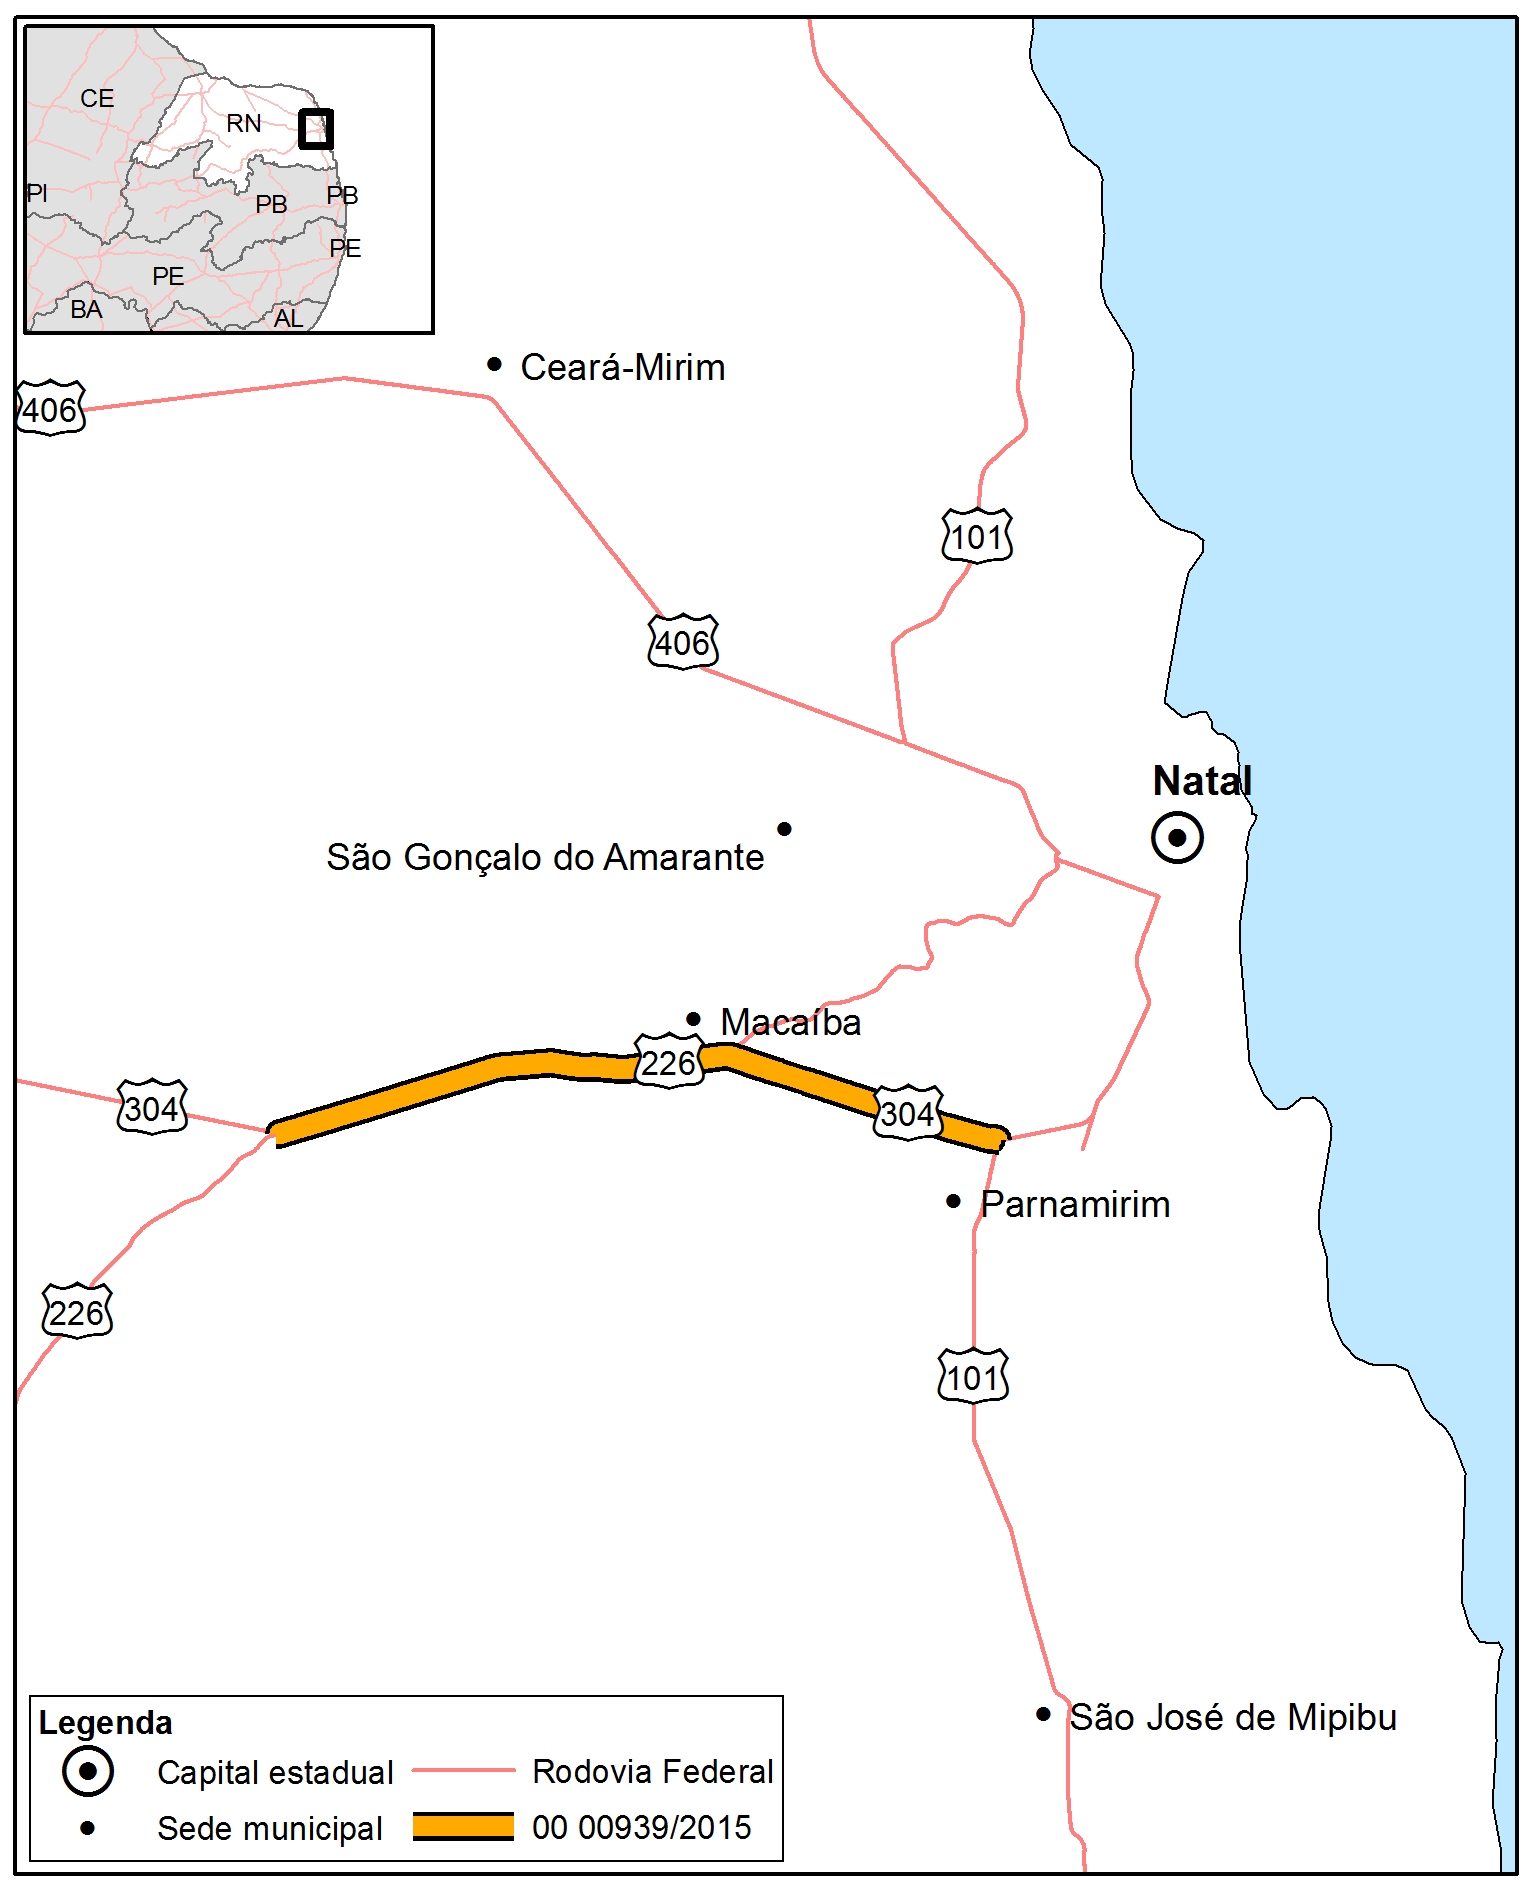 CE
RN
PI
PB
PB
PE
PE
BA
AL
Ceará-Mirim
406
101
406
Natal
São Gonçalo do Amarante
Macaíba
226
304
304
Parnamirim
226
101
São José de Mipibu
Legenda
Capital estadual
Rodovia Federal
Sede municipal
00 00939/2015